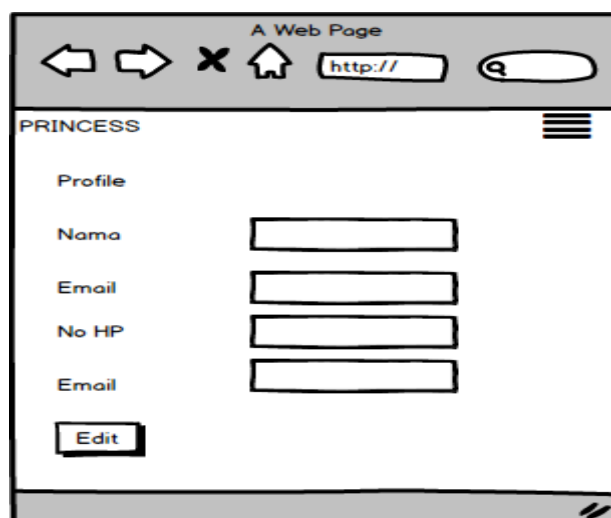 A Web Page
http://
PRINCESS
Profile
Nama
Email
No HP
Email
Edit